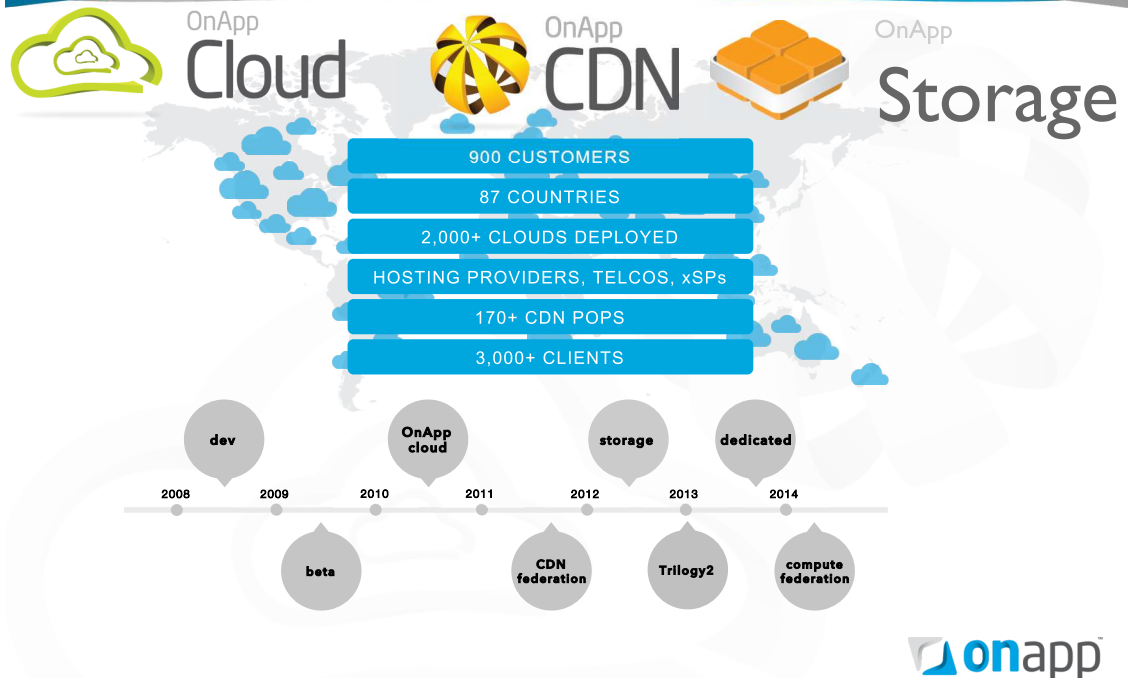 OnApp
Cloud
OnApp
CDN
OnApp
Storage
900 CUSTOMERS
87 COUNTRIES
2,000+ CLOUDS DEPLOYED
HOSTING PROVIDERS, TELCOS, xSPs
170+ CDN POPS
3,000+ CLIENTS
dev
OnApp
cloud
storage
dedicated
2008
2009
2010
2011
2012
2013
2014
beta
CDN
federation
Trilogy2
compute
federation
onapp™